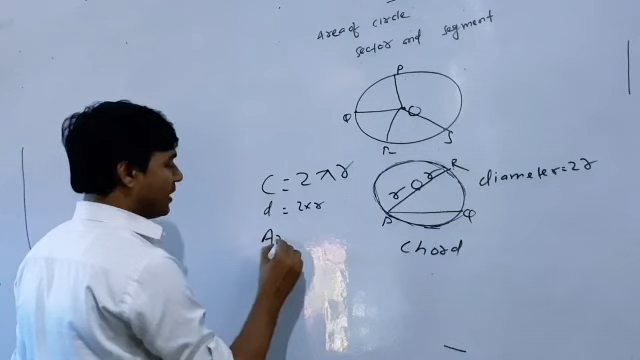 Area of circle
sector and segment
P
O
Q
R
S
C = 2πr
d = 2×r
A =
R
r
O
r
P
Q
diameter = 2r
chord